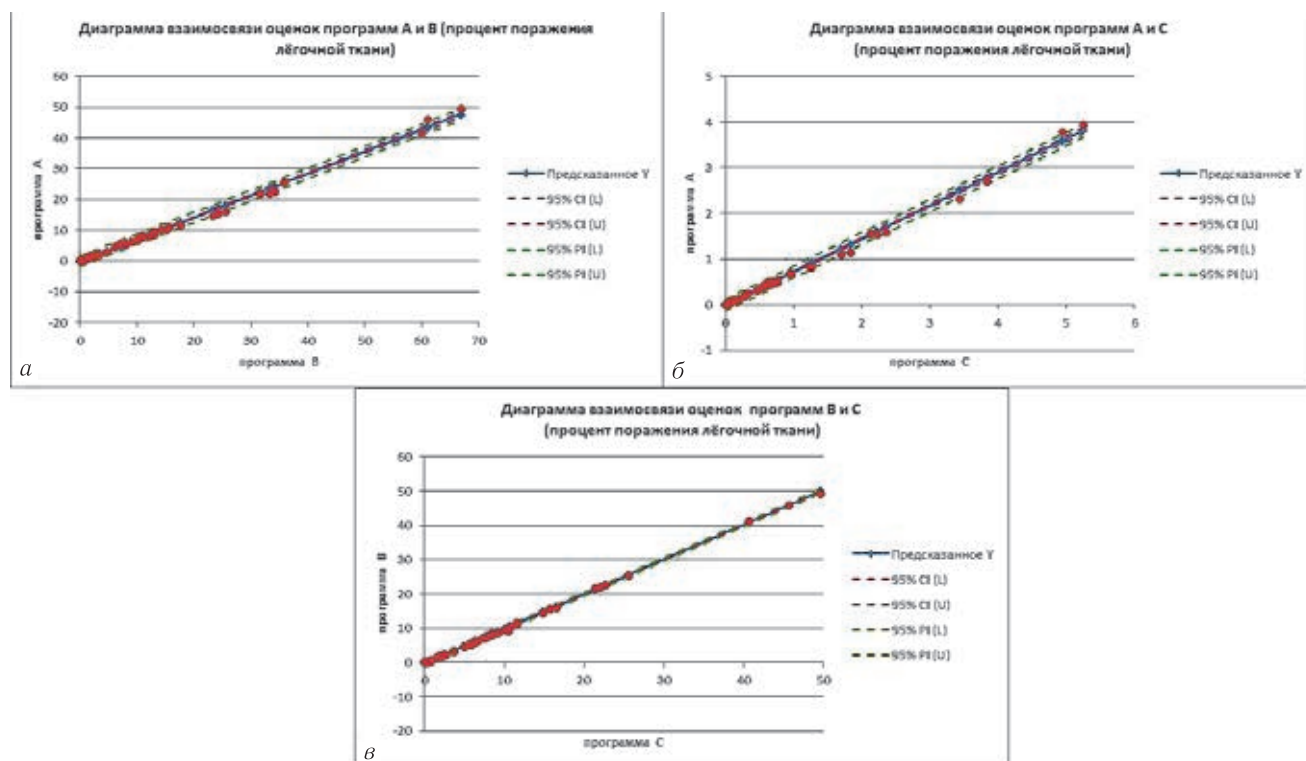 Диаграмма взаимосвязи оценок программ А и В (процент поражения
лёгочной ткани)
60
50
40
30
20
10
0
-10
-20
0 10 20 30 40 50 60 70
программа А
программа В
Предсказанное Y
95% CI (L)
95% CI (U)
95% PI (L)
95% PI (U)
а
Диаграмма взаимосвязи оценок программ А и С
(процент поражения лёгочной ткани)
5
4
3
2
1
0
-1
0 1 2 3 4 5 6
программа А
программа С
Предсказанное Y
95% CI (L)
95% CI (U)
95% PI (L)
95% PI (U)
б
Диаграмма взаимосвязи оценок программ В и С
(процент поражения лёгочной ткани)
60
50
40
30
20
10
0
-10
-20
0 10 20 30 40 50
программа В
программа С
Предсказанное Y
95% CI (L)
95% CI (U)
95% PI (L)
95% PI (U)
в